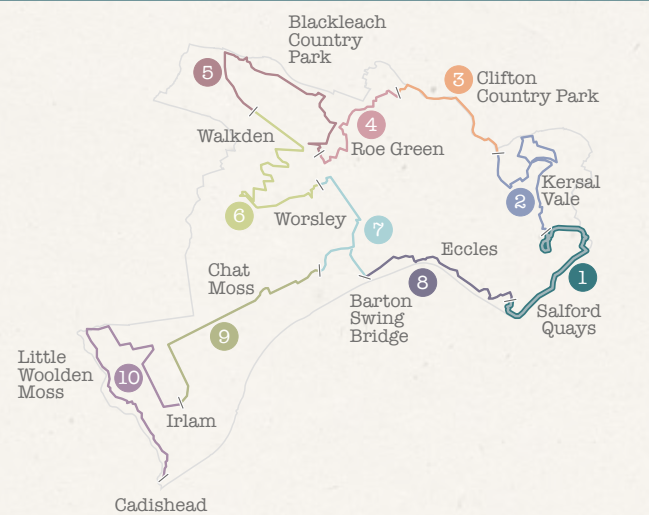 Blackleach
Country
Park
5
3
Clifton
Country Park
4
Walkden
Roe Green
Kersal
Vale
2
6
Worsley
7
Eccles
Chat
Moss
8
1
Barton
Swing
Bridge
Salford
Quays
9
Little
Woolden
Moss
10
Irlam
Cadishead